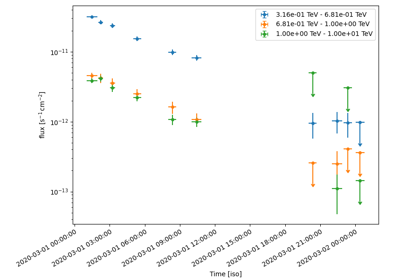 3.16e-01 TeV - 6.81e-01 TeV
6.81e-01 TeV - 1.00e+00 TeV
1.00e+00 TeV - 1.00e+01 TeV
10⁻¹¹
10⁻¹²
10⁻¹³
flux [s⁻¹ cm⁻²]
2020-03-01 00:00:00
2020-03-01 03:00:00
2020-03-01 06:00:00
2020-03-01 09:00:00
2020-03-01 12:00:00
2020-03-01 15:00:00
2020-03-01 18:00:00
2020-03-01 21:00:00
2020-03-02 00:00:00
Time [iso]